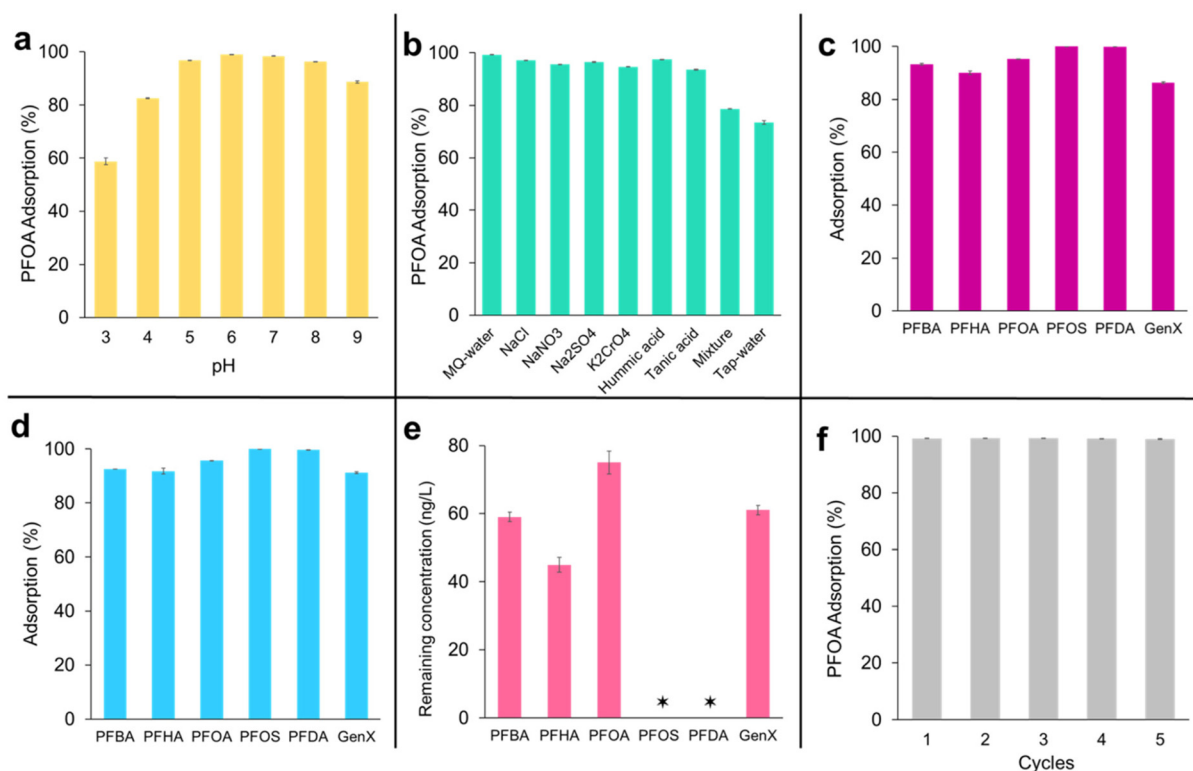 a
PFOA Adsorption (%)
100
80
60
40
20
0
3 4 5 6 7 8 9
pH
b
PFOA Adsorption (%)
100
80
60
40
20
0
MQ-water
NaCl
NaNO3
Na2SO4
K2CrO4
Hummic acid
Tanic acid
Mixture
Tap-water
c
Adsorption (%)
100
80
60
40
20
0
PFBA PFHA PFOA PFOS PFDA GenX
d
Adsorption (%)
100
80
60
40
20
0
PFBA PFHA PFOA PFOS PFDA GenX
e
Remaining concentration (ng/L)
80
60
40
20
0
PFBA PFHA PFOA PFOS PFDA GenX
f
PFOA Adsorption (%)
100
80
60
40
20
0
1 2 3 4 5
Cycles